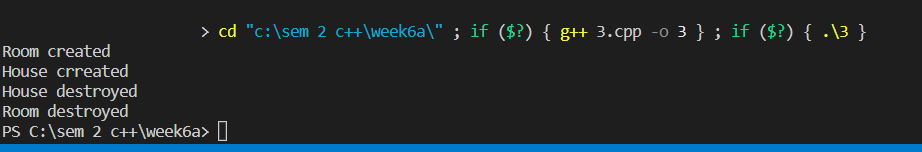 > cd "c:\sem 2 c++\week6a\" ; if ($?) { g++ 3.cpp -o 3 } ; if ($?) { .\3 }
Room created
House crreated
House destroyed
Room destroyed
PS C:\sem 2 c++\week6a>